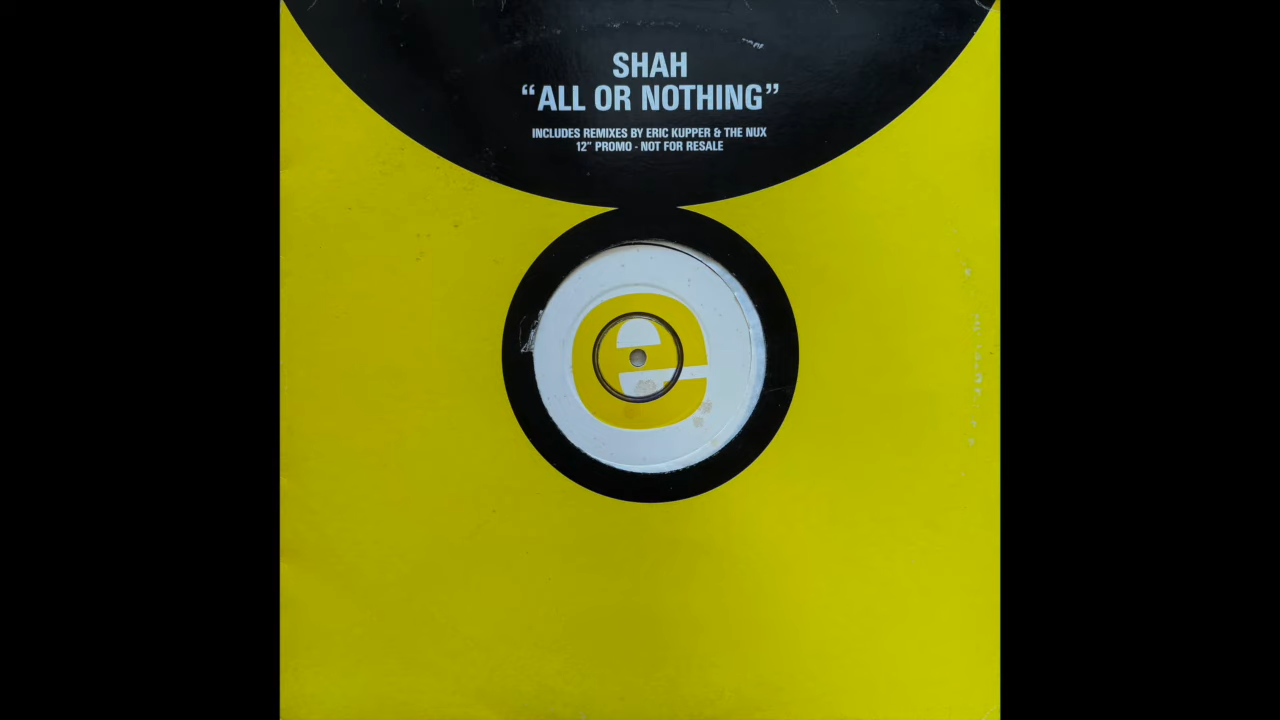 SHAH
“ALL OR NOTHING”
INCLUDES REMIXES BY ERIC KUPPER & THE NUX
12” PROMO - NOT FOR RESALE
e